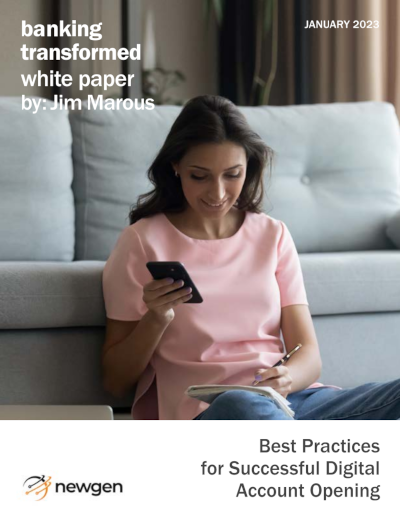 banking
transformed
white paper
by: Jim Marous
JANUARY 2023
Best Practices
for Successful Digital
Account Opening
newgen